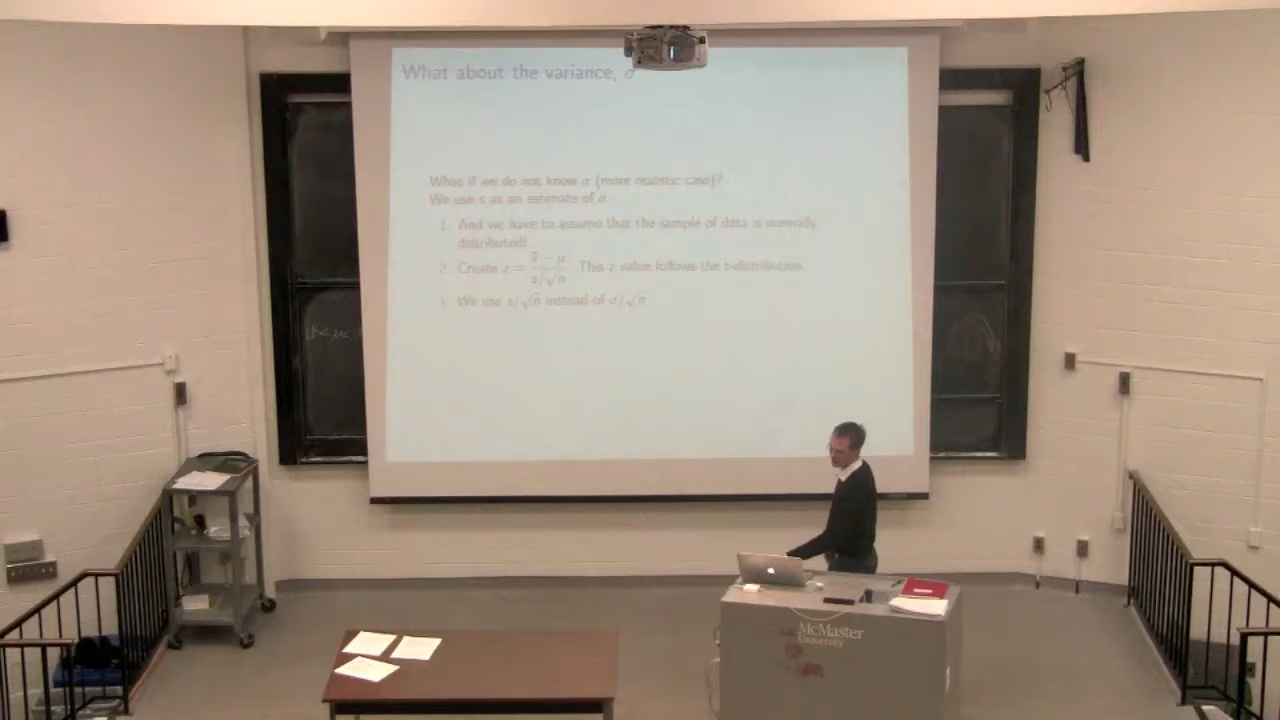 What about the variance, σ
What if we do not know σ (more realistic case)?
We use s as an estimate of σ.
1. And we have to assume that the sample of data is normally
distributed!
2. Create z = (x̄ − μ)/(s/√n) This z value follows the t-distribution
3. We use s/√n instead of σ/√n
McMaster
University